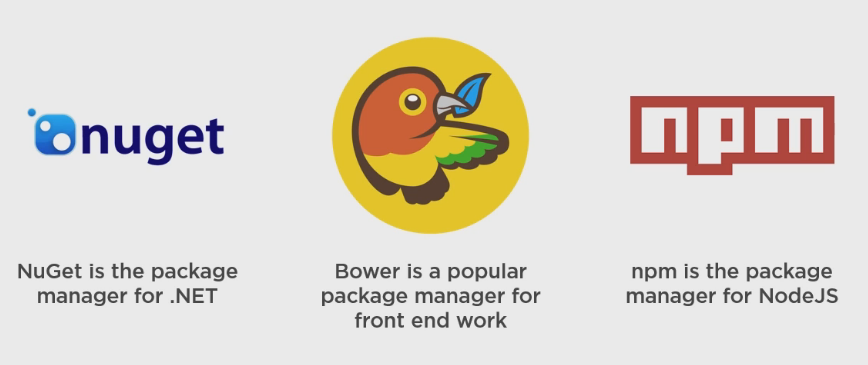 nuget
npm
NuGet is the package
manager for .NET
Bower is a popular
package manager for
front end work
npm is the package
manager for NodeJS